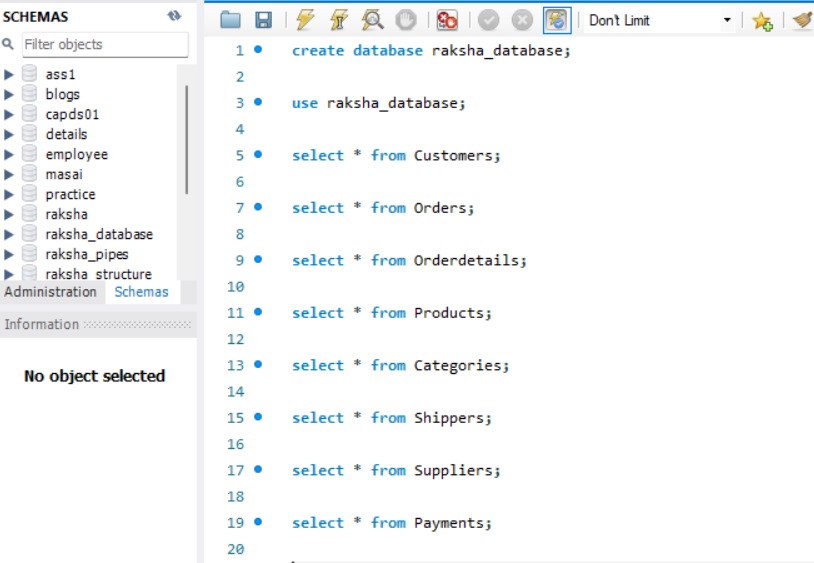 SCHEMAS
Filter objects
ass1
blogs
capds01
details
employee
masai
practice
raksha
raksha_database
raksha_pipes
raksha_structure
Administration Schemas
Information
No object selected
Don't Limit
1 create database raksha_database;
2
3 use raksha_database;
4
5 select * from Customers;
6
7 select * from Orders;
8
9 select * from Orderdetails;
10
11 select * from Products;
12
13 select * from Categories;
14
15 select * from Shippers;
16
17 select * from Suppliers;
18
19 select * from Payments;
20